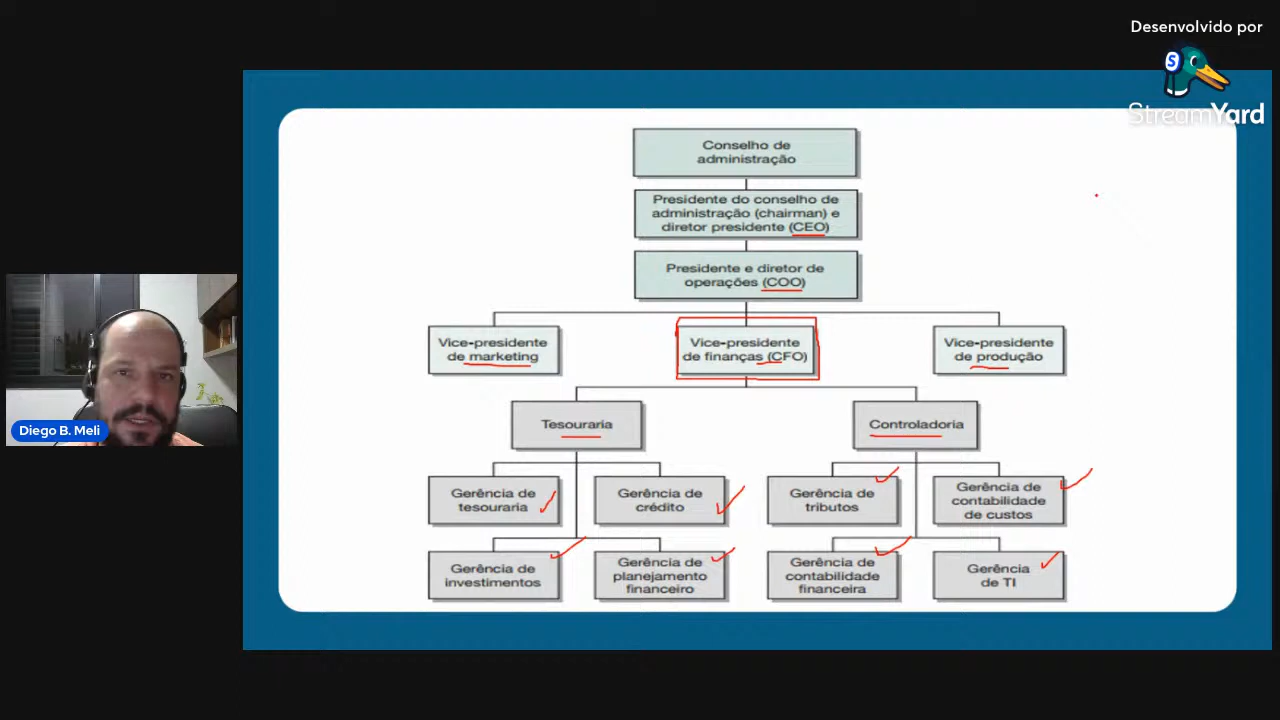 Desenvolvido por
StreamYard
Conselho de
administração
Presidente do conselho de
administração (chairman) e
diretor presidente (CEO)
Presidente e diretor de
operações (COO)
Vice-presidente
de marketing
Vice-presidente
de finanças (CFO)
Vice-presidente
de produção
Diego B. Meli
Tesouraria
Controladoria
Gerência de
tesouraria
Gerência de
crédito
Gerência de
tributos
Gerência de
contabilidade
de custos
Gerência de
investimentos
Gerência de
planejamento
financeiro
Gerência de
contabilidade
financeira
Gerência
de TI